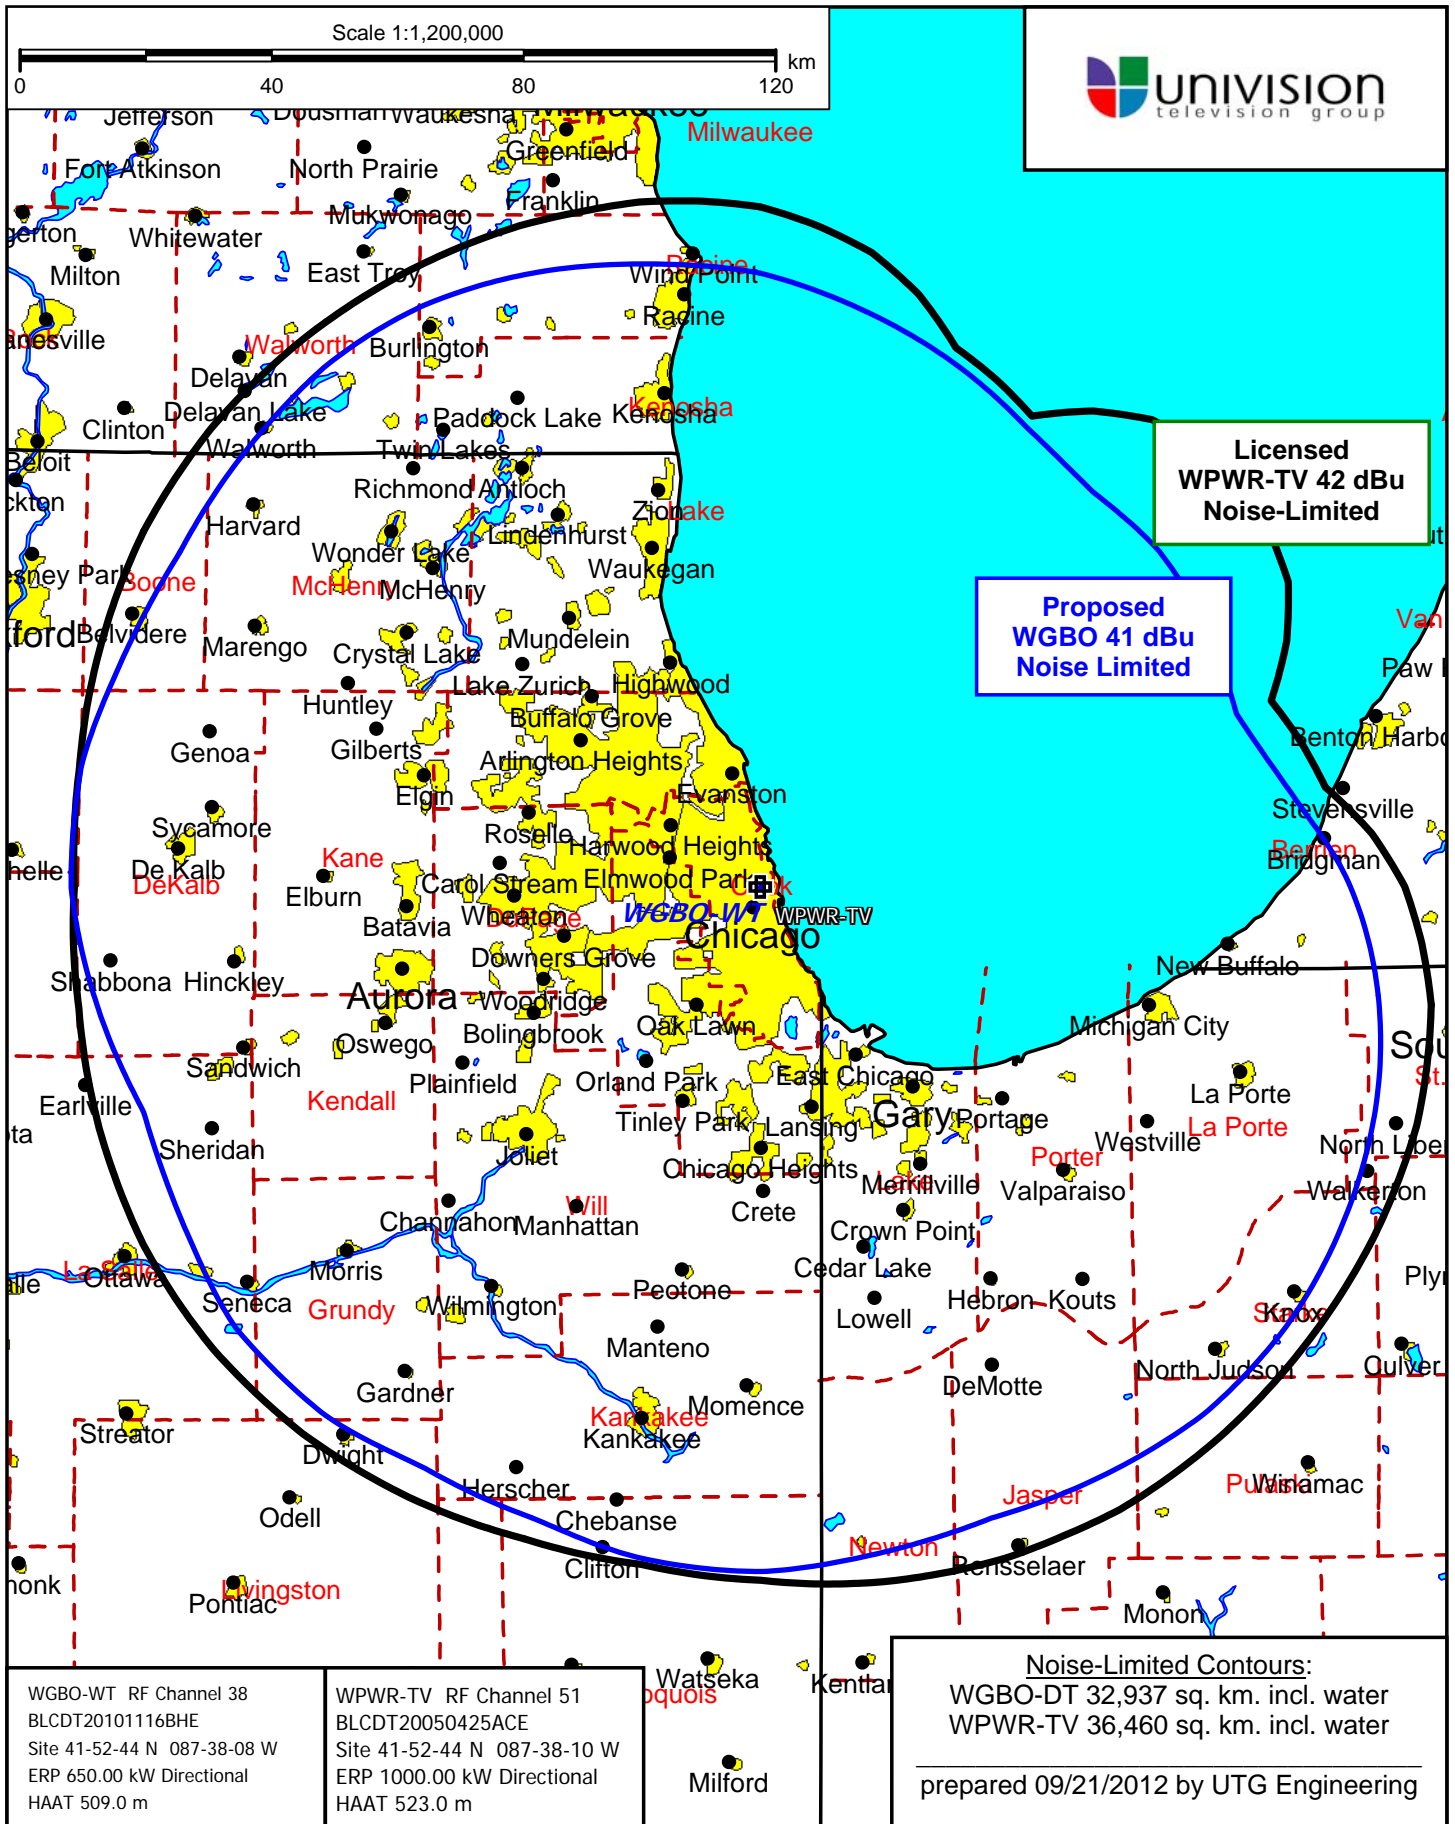 Scale 1:1,200,000
km
0 40 80 120
univision
television group
Jefferson
Waukesha
Milwaukee
Greenfield
Fort Atkinson
North Prairie
Franklin
Mukwonago
Whitewater
Milton
East Troy
Wind Point
Racine
Racine
Walworth
Burlington
Delavan
Delavan Lake
Paddock Lake
Kenosha
Kenosha
Clinton
Walworth
Twin Lakes
Beloit
Richmond
Antioch
Harvard
Zion
Lake
Lindenhurst
Wonder Lake
Waukegan
Boone
McHenry
McHenry
Belvidere
Marengo
Mundelein
Crystal Lake
Lake Zurich
Highwood
Huntley
Buffalo Grove
Genoa
Gilberts
Arlington Heights
Elgin
Evanston
Sycamore
Roselle
Harwood Heights
Kane
De Kalb
DeKalb
Elburn
Carol Stream
Elmwood Park
Cook
Batavia
Wheaton
DuPage
WGBO-WT
WPWR-TV
Chicago
Downers Grove
Shabbona
Hinckley
Aurora
Woodridge
Bolingbrook
Oak Lawn
Oswego
Sandwich
Plainfield
Orland Park
East Chicago
Earlville
Kendall
Tinley Park
Lansing
Gary
Portage
Sheridan
Joliet
Chicago Heights
Lake
Merrillville
Porter
Valparaiso
Westville
La Porte
La Porte
Michigan City
New Buffalo
Bridgman
Berrien
Stevensville
Licensed
WPWR-TV 42 dBu
Noise-Limited
Proposed
WGBO 41 dBu
Noise Limited
Van
Walkerton
Channahon
Will
Manhattan
Crete
Crown Point
Cedar Lake
La Salle
Ottawa
Seneca
Morris
Grundy
Wilmington
Peotone
Lowell
Hebron
Kouts
Starke
Knox
Manteno
Gardner
Momence
DeMotte
North Judson
Culver
Streator
Kankakee
Kankakee
Dwight
Herscher
Jasper
Pulaski
Winamac
Odell
Chebanse
Clifton
Newton
Rensselaer
Livingston
Pontiac
Monon
Watseka
Milford
WGBO-WT RF Channel 38
BLCDT20101116BHE
Site 41-52-44 N 087-38-08 W
ERP 650.00 kW Directional
HAAT 509.0 m
WPWR-TV RF Channel 51
BLCDT20050425ACE
Site 41-52-44 N 087-38-10 W
ERP 1000.00 kW Directional
HAAT 523.0 m
Noise-Limited Contours:
WGBO-DT 32,937 sq. km. incl. water
WPWR-TV 36,460 sq. km. incl. water
prepared 09/21/2012 by UTG Engineering